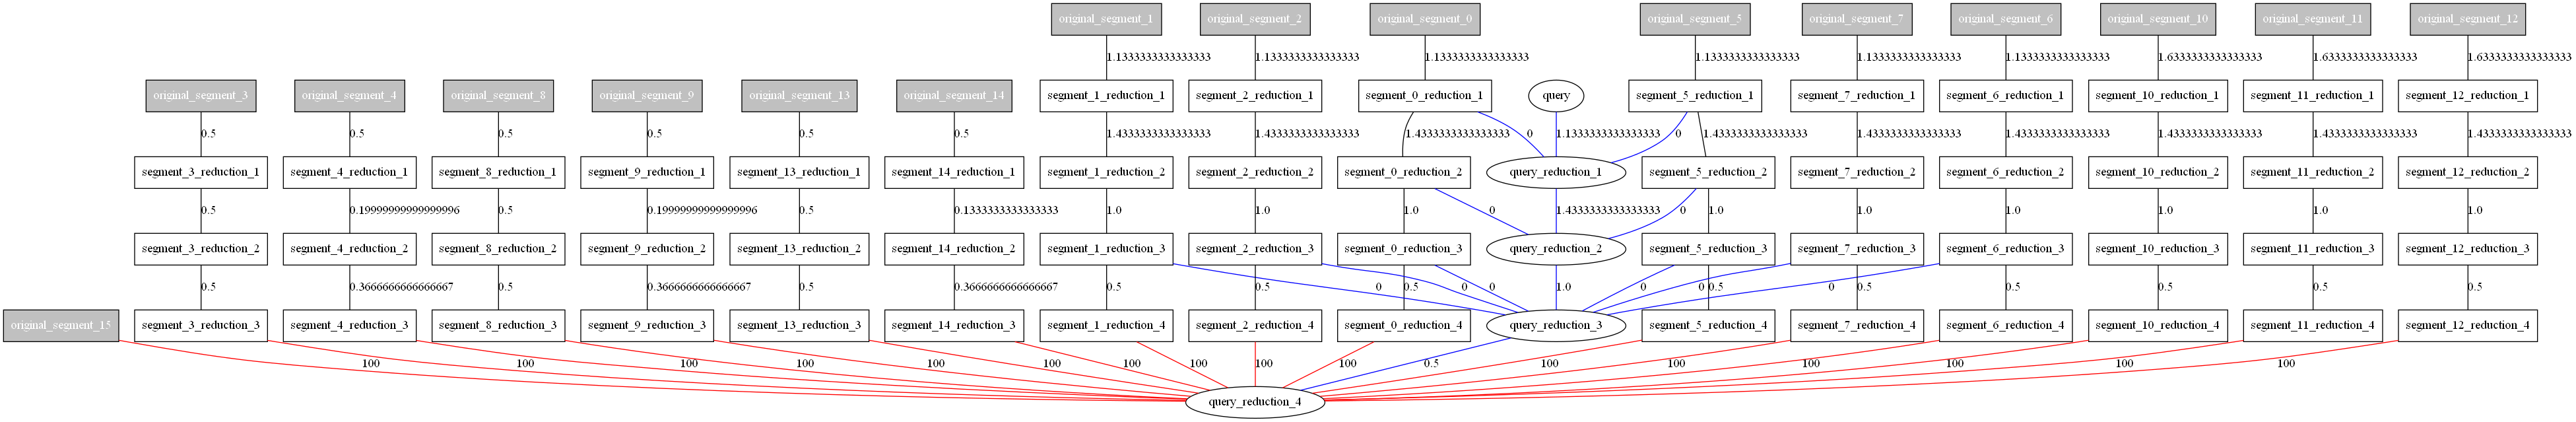 original_segment_1 original_segment_2 original_segment_0 original_segment_5 original_segment_7 original_segment_6 original_segment_10 original_segment_11 original_segment_12
1.1333333333333333 1.1333333333333333 1.1333333333333333 1.1333333333333333 1.1333333333333333 1.1333333333333333 1.6333333333333333 1.6333333333333333 1.6333333333333333
original_segment_3 original_segment_4 original_segment_8 original_segment_9 original_segment_13 original_segment_14 segment_1_reduction_1 segment_2_reduction_1 segment_0_reduction_1 query segment_5_reduction_1 segment_7_reduction_1 segment_6_reduction_1 segment_10_reduction_1 segment_11_reduction_1 segment_12_reduction_1
0.5 0.5 0.5 0.5 0.5 0.5 1.4333333333333333 1.4333333333333333 1.4333333333333333 0 1.1333333333333333 0 1.4333333333333333 1.4333333333333333 1.4333333333333333 1.4333333333333333 1.4333333333333333 1.4333333333333333
segment_3_reduction_1 segment_4_reduction_1 segment_8_reduction_1 segment_9_reduction_1 segment_13_reduction_1 segment_14_reduction_1 segment_1_reduction_2 segment_2_reduction_2 segment_0_reduction_2 query_reduction_1 segment_5_reduction_2 segment_7_reduction_2 segment_6_reduction_2 segment_10_reduction_2 segment_11_reduction_2 segment_12_reduction_2
0.5 0.19999999999999996 0.5 0.19999999999999996 0.5 0.1333333333333333 1.0 1.0 1.0 0 1.4333333333333333 0 1.0 1.0 1.0 1.0 1.0 1.0
segment_3_reduction_2 segment_4_reduction_2 segment_8_reduction_2 segment_9_reduction_2 segment_13_reduction_2 segment_14_reduction_2 segment_1_reduction_3 segment_2_reduction_3 segment_0_reduction_3 query_reduction_2 segment_5_reduction_3 segment_7_reduction_3 segment_6_reduction_3 segment_10_reduction_3 segment_11_reduction_3 segment_12_reduction_3
0.5 0.3666666666666667 0.5 0.3666666666666667 0.5 0.3666666666666667 0.5 0.5 0 0.5 0 0 1.0 0 0.5 0 0.5 0 0.5 0.5 0.5 0.5
original_segment_15 segment_3_reduction_3 segment_4_reduction_3 segment_8_reduction_3 segment_9_reduction_3 segment_13_reduction_3 segment_14_reduction_3 segment_1_reduction_4 segment_2_reduction_4 segment_0_reduction_4 query_reduction_3 segment_5_reduction_4 segment_7_reduction_4 segment_6_reduction_4 segment_10_reduction_4 segment_11_reduction_4 segment_12_reduction_4
100 100 100 100 100 100 100 100 100 100 0.5 100 100 100 100 100 100
query_reduction_4